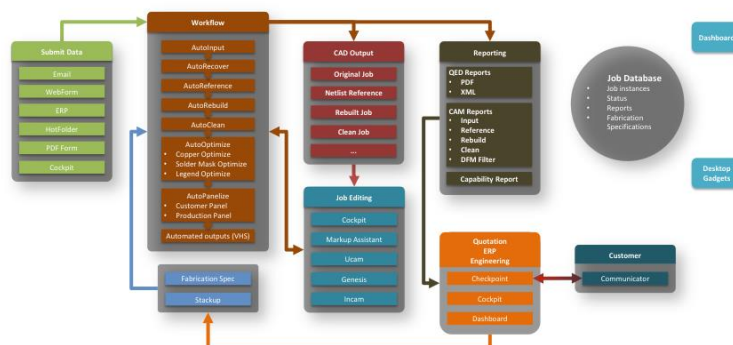 Submit Data
Email
WebForm
ERP
HotFolder
PDF Form
Cockpit
Workflow
AutoInput
AutoRecover
AutoReference
AutoRebuild
AutoClean
AutoOptimize
• Copper Optimize
• Solder Mask Optimize
• Legend Optimize
AutoPanelize
• Customer Panel
• Production Panel
Automated outputs (VHS)
Fabrication Spec
Stackup
CAD Output
Original Job
Netlist Reference
Rebuilt Job
Clean Job
...
Job Editing
Cockpit
Markup Assistant
Ucam
Genesis
Incam
Reporting
QED Reports
• PDF
• XML
CAM Reports
• Input
• Reference
• Rebuild
• Clean
• DFM Filter
Capability Report
Quotation
ERP
Engineering
Checkpoint
Cockpit
Dashboard
Customer
Communicator
Job Database
• Job instances
• Status
• Reports
• Fabrication
Specifications
Dashboard
Desktop
Gadgets